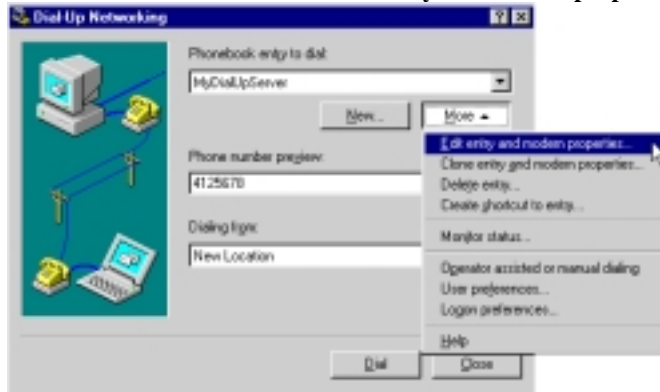 Dial-Up Networking
Phonebook entry to dial:
MyDialUpServer
New...
More
Edit entry and modem properties...
Clone entry and modem properties...
Delete entry...
Create shortcut to entry...
Monitor status...
Operator assisted or manual dialing
User preferences...
Logon preferences...
Help
Phone number preview:
4125678
Dialing from:
New Location
Dial
Close